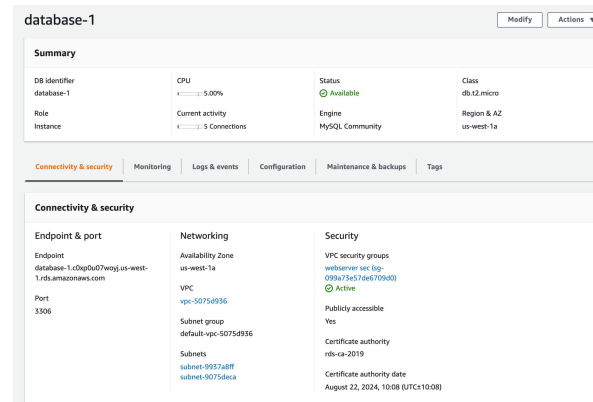 database-1
Modify
Actions
Summary
DB identifier
CPU
Status
Class
database-1
5.00%
Available
db.t2.micro
Role
Current activity
Engine
Region & AZ
Instance
5 Connections
MySQL Community
us-west-1a
Connectivity & security
Monitoring
Logs & events
Configuration
Maintenance & backups
Tags
Connectivity & security
Endpoint & port
Endpoint
database-1.c0xp0u07woyj.us-west-
1.rds.amazonaws.com
Port
3306
Networking
Availability Zone
us-west-1a
VPC
vpc-5075d936
Subnet group
default-vpc-5075d936
Subnets
subnet-9937a8ff
subnet-9075deca
Security
VPC security groups
webserver sec (sg-
099a73e57de6709d0)
Active
Publicly accessible
Yes
Certificate authority
rds-ca-2019
Certificate authority date
August 22, 2024, 10:08 (UTC±10:08)